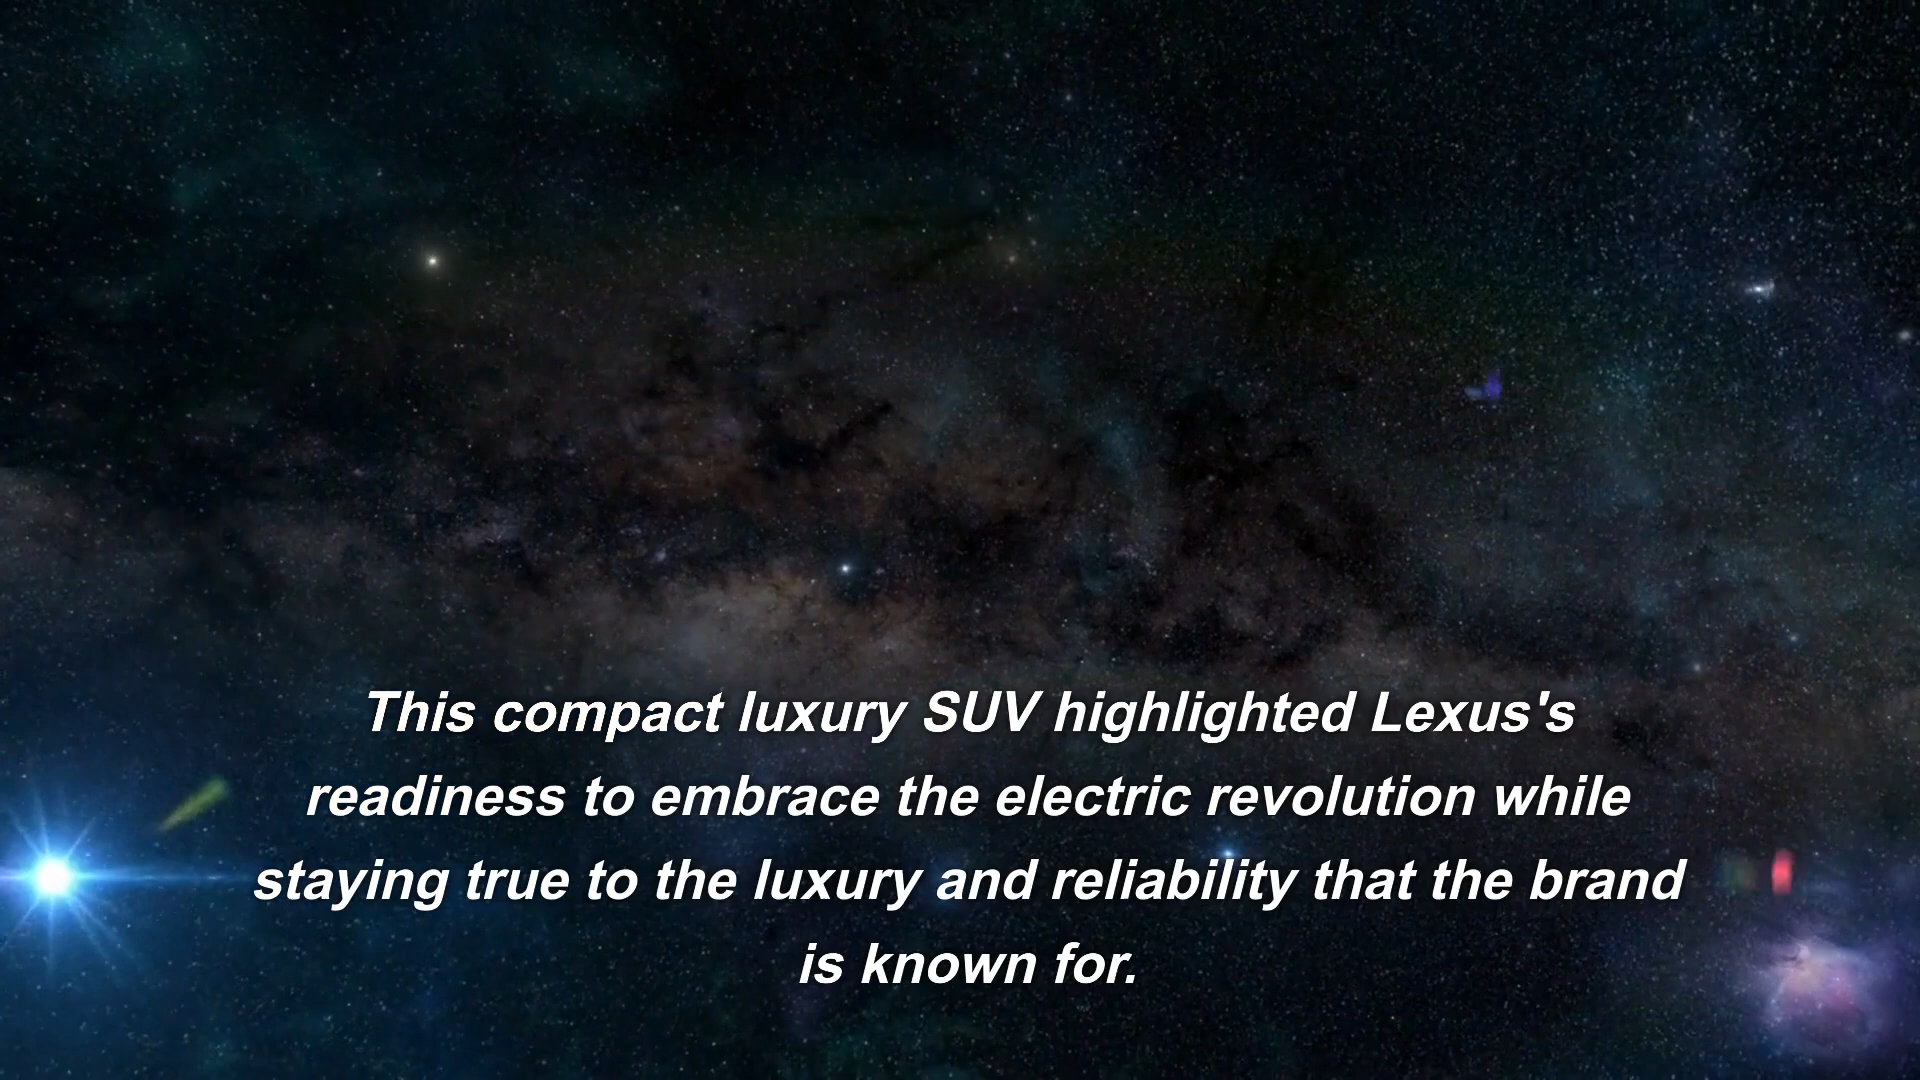 This compact luxury SUV highlighted Lexus's
readiness to embrace the electric revolution while
staying true to the luxury and reliability that the brand
is known for.